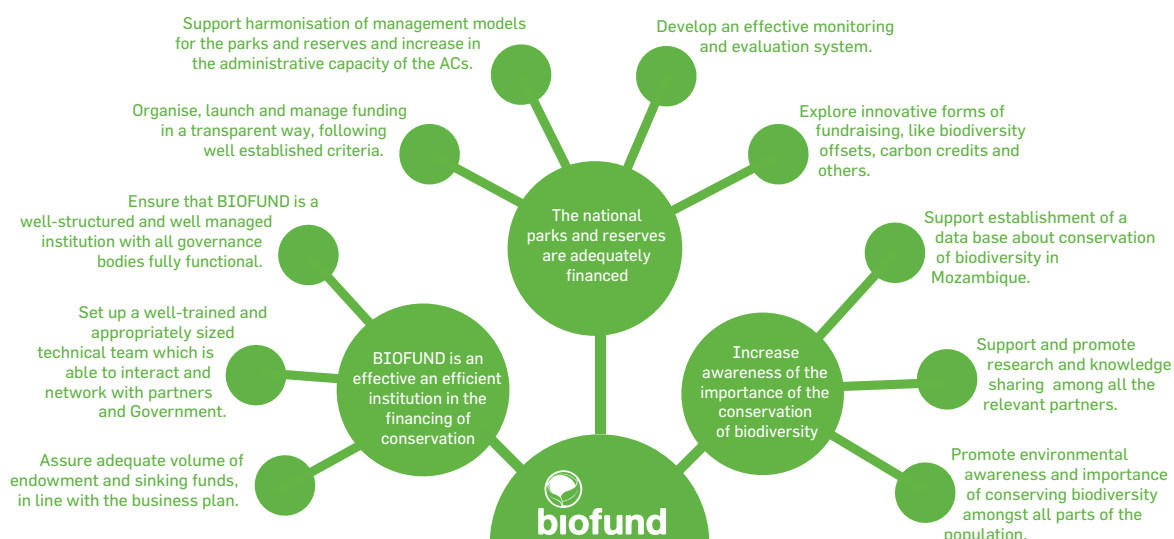 Support harmonisation of management models
for the parks and reserves and increase in
the administrative capacity of the ACs.
Develop an effective monitoring
and evaluation system.
Organise, launch and manage funding
in a transparent way, following
well established criteria.
Explore innovative forms of
fundraising, like biodiversity
offsets, carbon credits and
others.
Ensure that BIOFUND is a
well-structured and well managed
institution with all governance
bodies fully functional.
The national
parks and reserves
are adequately
financed
Support establishment of a
data base about conservation
of biodiversity in
Mozambique.
Set up a well-trained and
appropriately sized
technical team which is
able to interact and
network with partners
and Government.
BIOFUND is an
effective an efficient
institution in the
financing of
conservation
Increase
awareness of the
importance of the
conservation
of biodiversity
Support and promote
research and knowledge
sharing among all the
relevant partners.
Assure adequate volume of
endowment and sinking funds,
in line with the business plan.
Promote environmental
awareness and importance
of conserving biodiversity
amongst all parts of the
population.
biofund